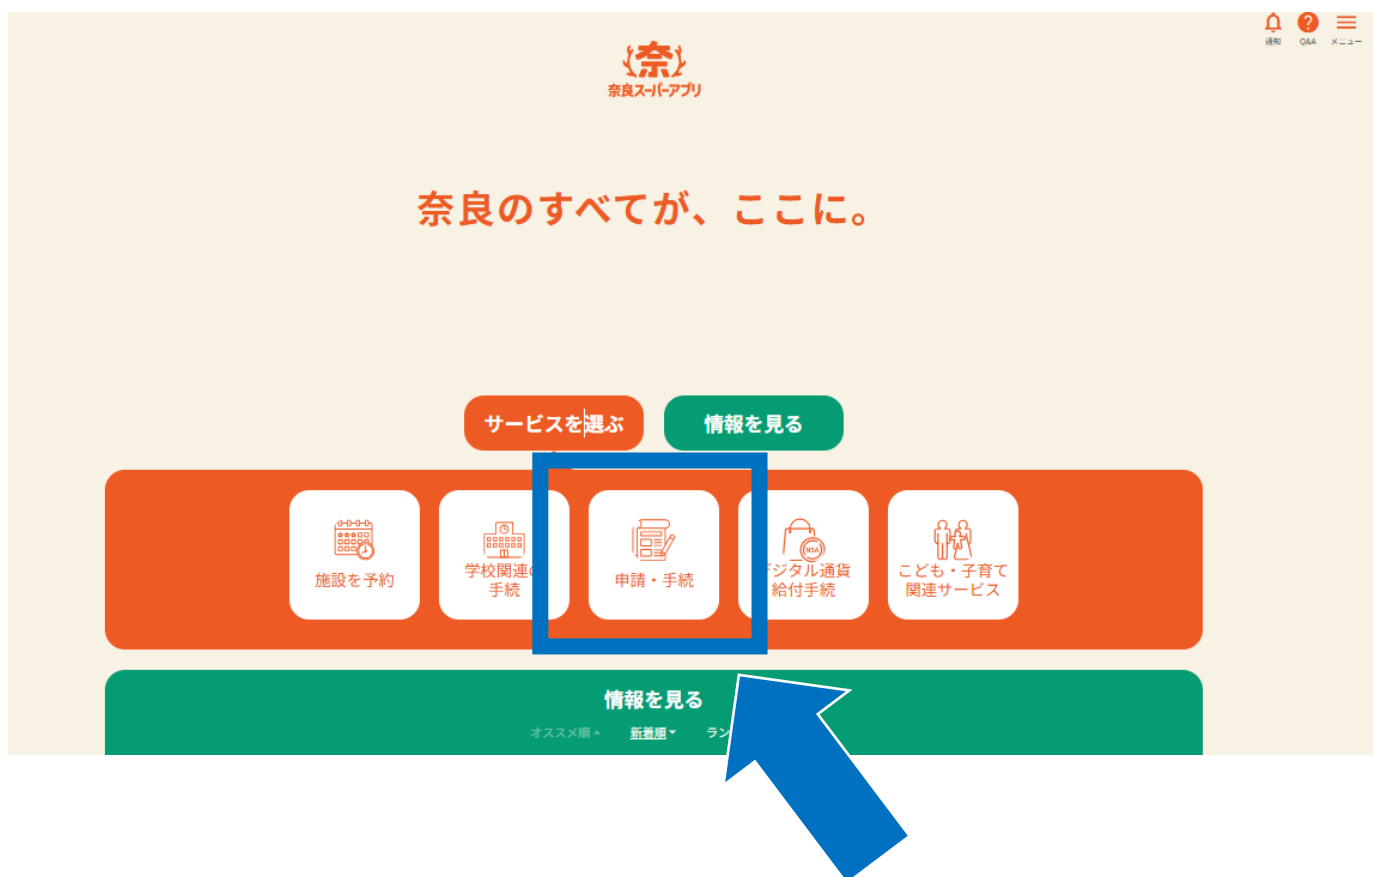 通知 Q&A メニュー
奈
奈良スーパーアプリ
奈良のすべてが、ここに。
サービスを選ぶ 情報を見る
施設を予約
学校関連
手続
申請・手続
NSA
ジタル通貨
給付手続
こども・子育て
関連サービス
情報を見る
オススメ順 新着順 ラン